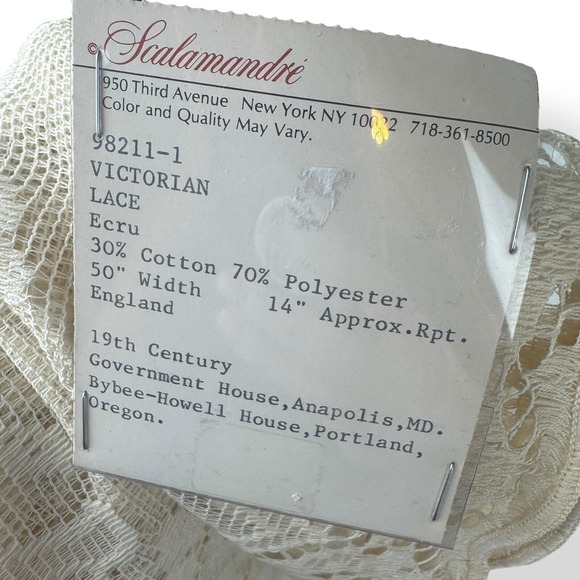 © Scalamandré
950 Third Avenue New York NY 10022 718-361-8500
Color and Quality May Vary.
98211-1
VICTORIAN
LACE
Ecru
30% Cotton 70% Polyester
50" Width 14" Approx.Rpt.
England
19th Century
Government House,Anapolis,MD.
Bybee-Howell House,Portland,
Oregon.